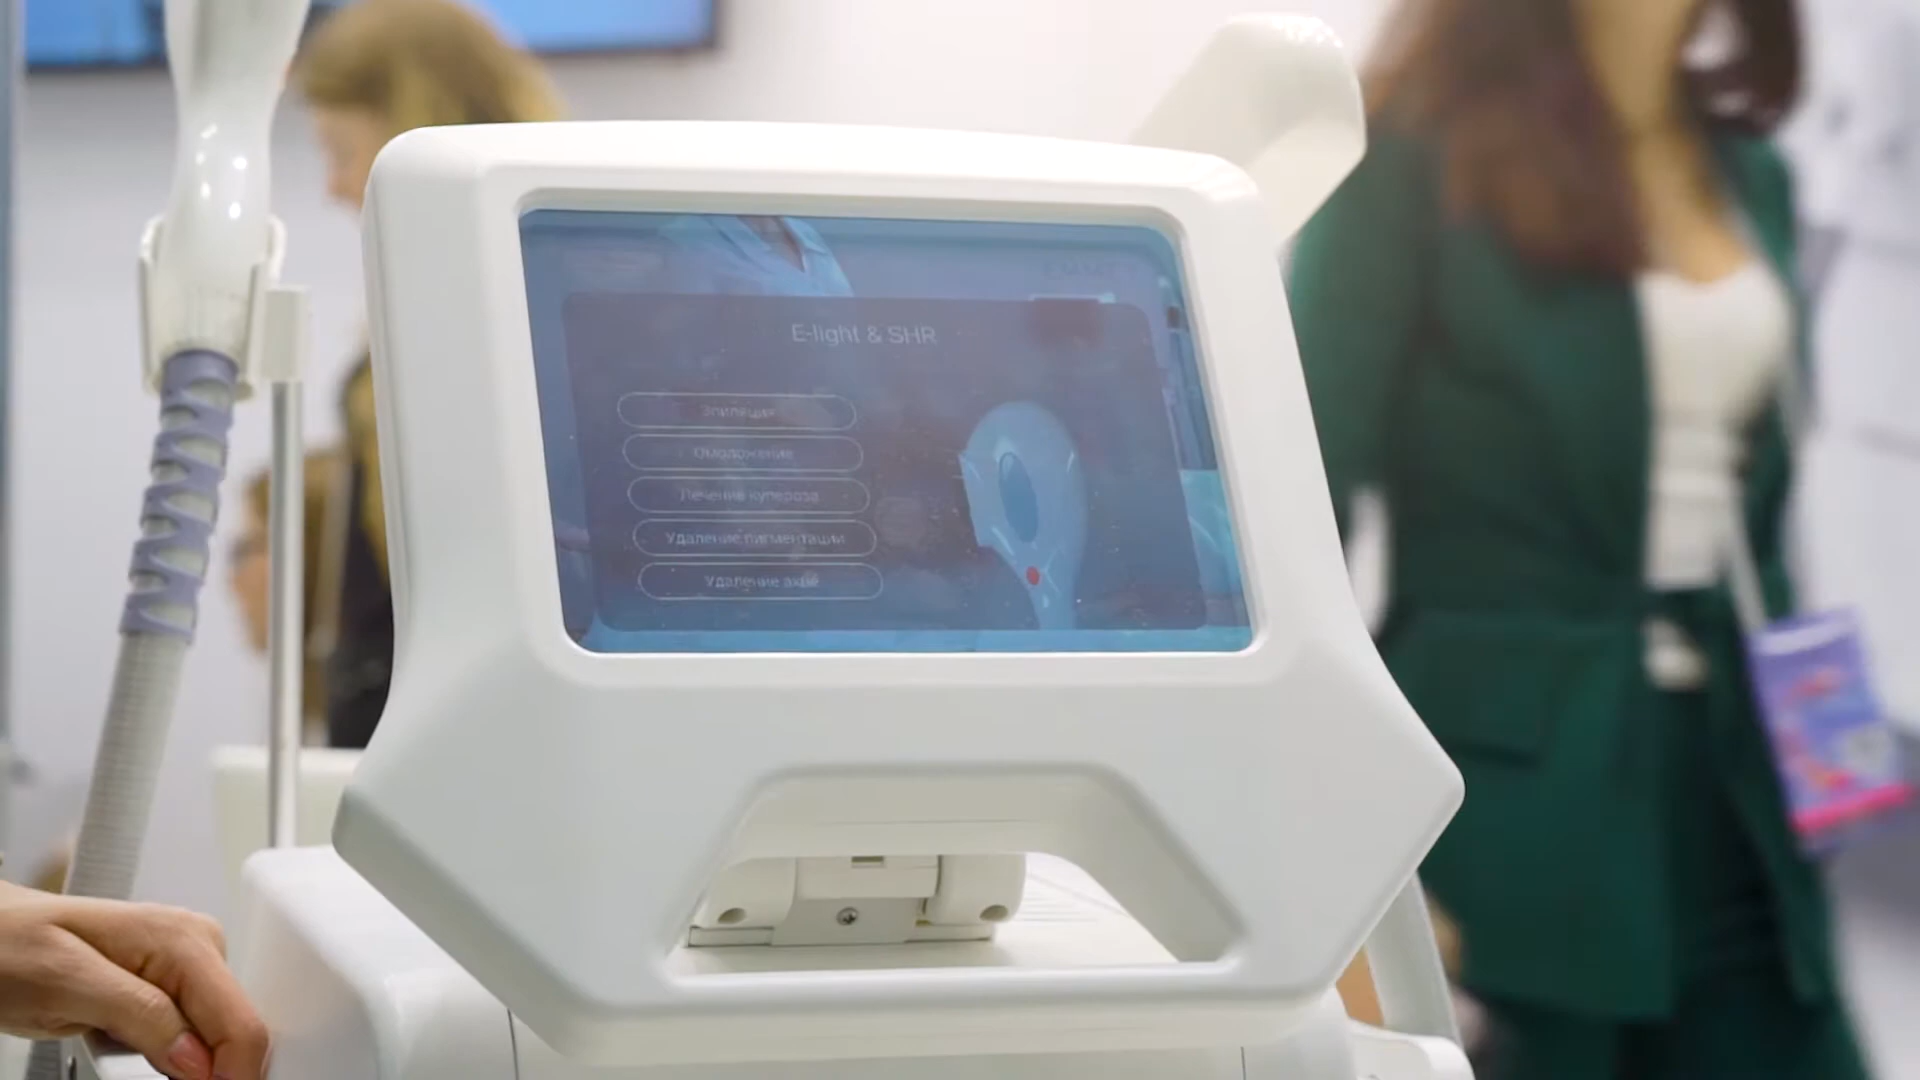 E-light & SHR
Эпиляция
Омоложение
Лечение купероза
Удаление пигментации
Удаление акне